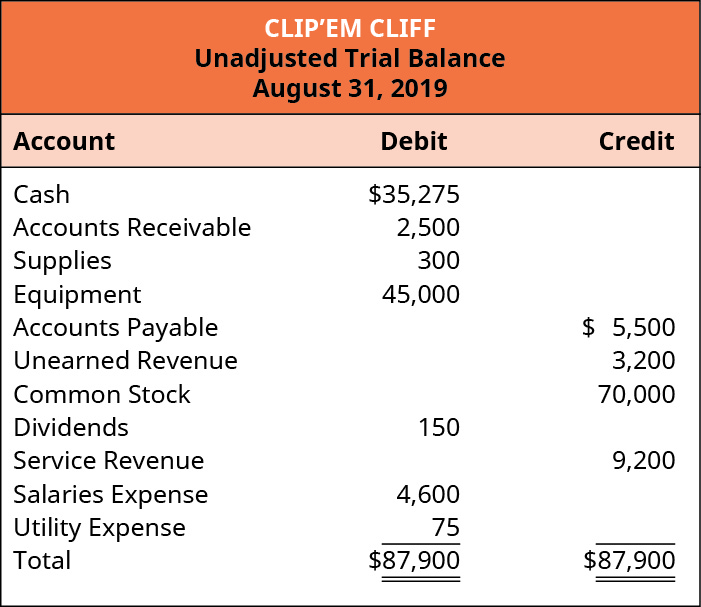 CLIP’EM CLIFF
Unadjusted Trial Balance
August 31, 2019
Account Debit Credit
Cash $35,275
Accounts Receivable 2,500
Supplies 300
Equipment 45,000
Accounts Payable $ 5,500
Unearned Revenue 3,200
Common Stock 70,000
Dividends 150
Service Revenue 9,200
Salaries Expense 4,600
Utility Expense 75
Total $87,900 $87,900